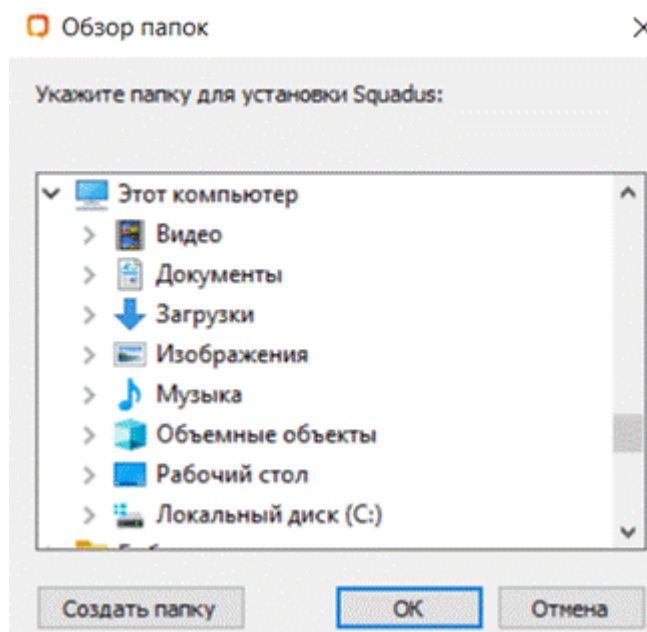 Обзор папок
Укажите папку для установки Squadus:
Этот компьютер
Видео
Документы
Загрузки
Изображения
Музыка
Объемные объекты
Рабочий стол
Локальный диск (C:)
Создать папку
ОК
Отмена